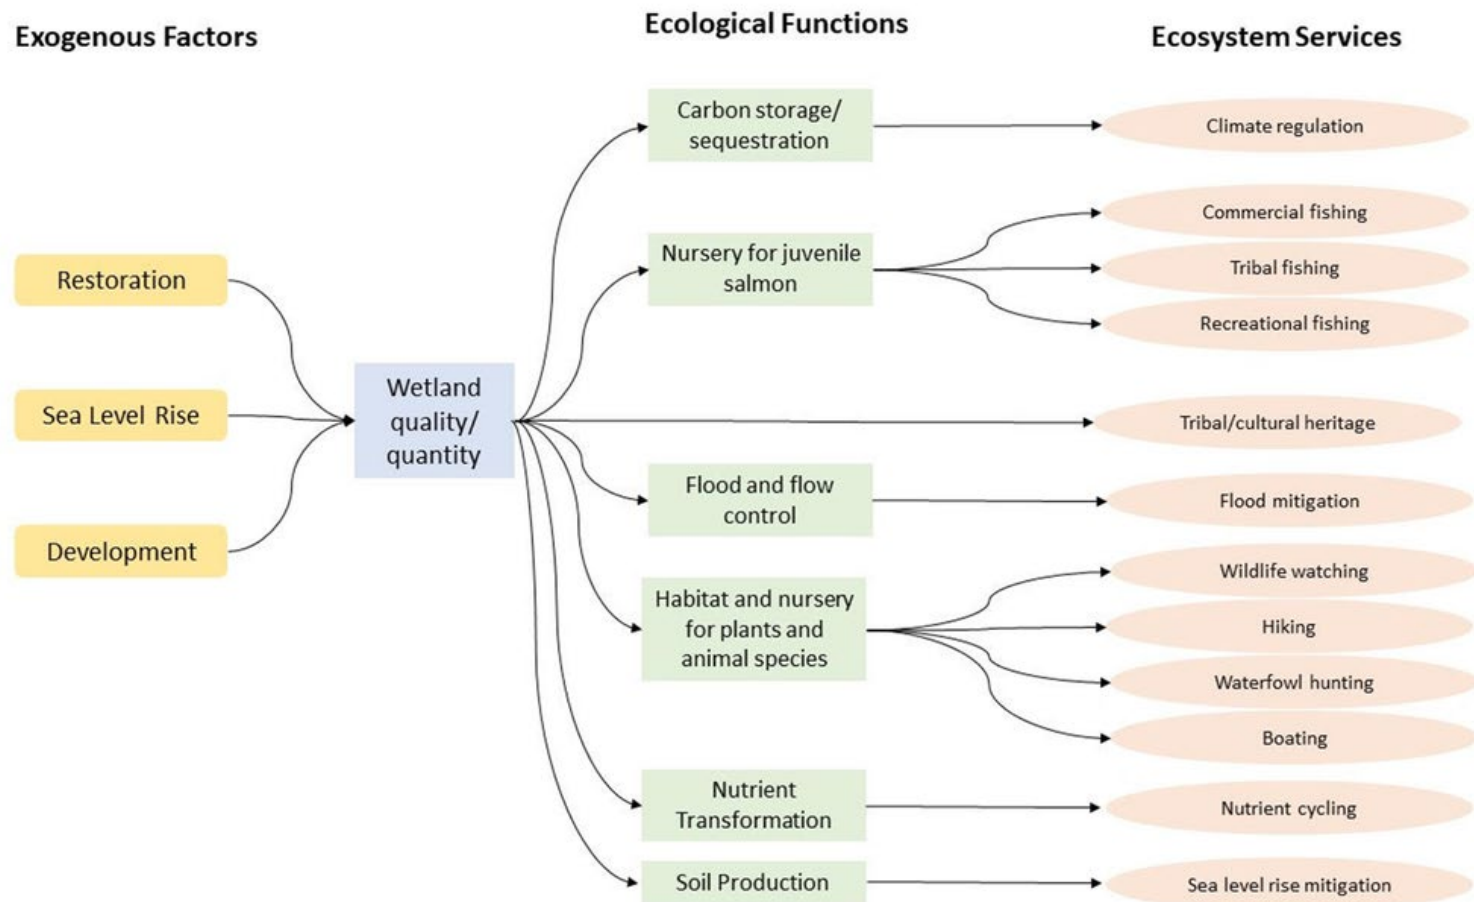 Exogenous Factors
Ecological Functions
Ecosystem Services
Restoration
Sea Level Rise
Development
Wetland
quality/
quantity
Carbon storage/
sequestration
Nursery for juvenile
salmon
Flood and flow
control
Habitat and nursery
for plants and
animal species
Nutrient
Transformation
Soil Production
Climate regulation
Commercial fishing
Tribal fishing
Recreational fishing
Tribal/cultural heritage
Flood mitigation
Wildlife watching
Hiking
Waterfowl hunting
Boating
Nutrient cycling
Sea level rise mitigation